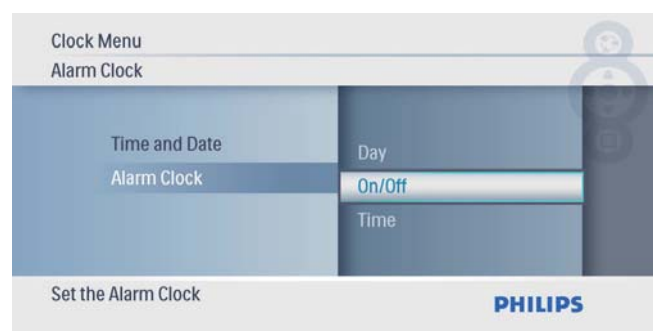 Clock Menu
Alarm Clock
Time and Date
Alarm Clock
Day
On/Off
Time
Set the Alarm Clock
PHILIPS